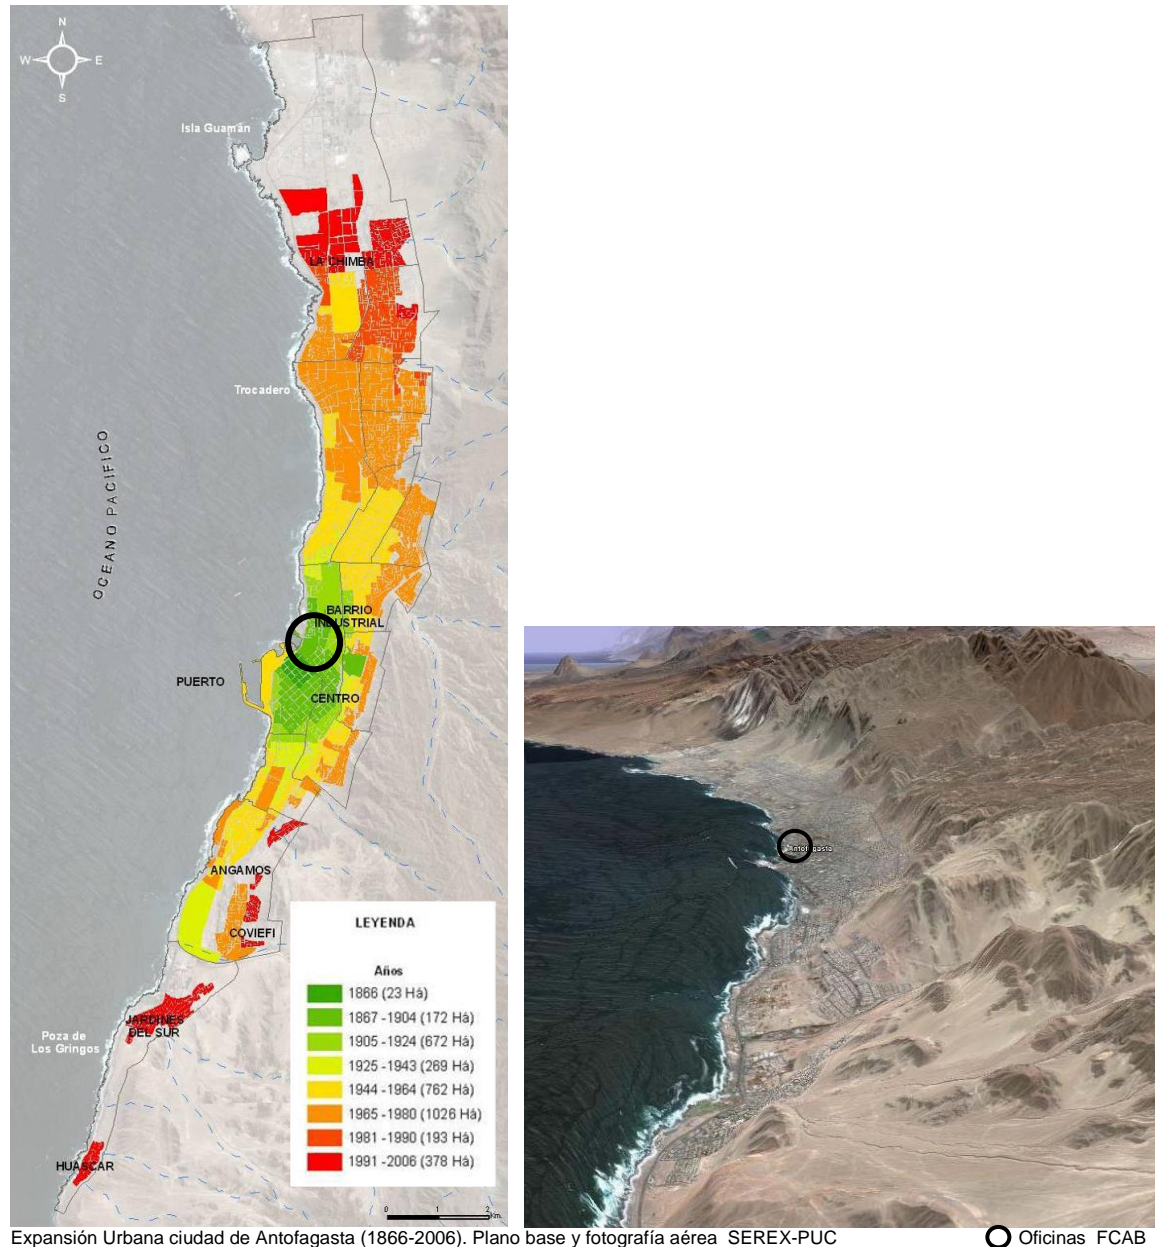 N
W E
S
Isla Guamán
LA CHIMBA
Trocadero
OCEANO PACIFICO
BARRIO
INDUSTRIAL
PUERTO
CENTRO
ANGAMOS
COVIEFI
JARDINES
DEL SUR
Poza de
Los Gringos
HUASCAR
LEYENDA
Años
1866 (23 Há)
1867 -1904 (172 Há)
1905 -1924 (672 Há)
1925 -1943 (269 Há)
1944 -1964 (762 Há)
1965 -1980 (1026 Há)
1981 -1990 (193 Há)
1991 -2006 (378 Há)
0 1 2
Km.
Antofagasta
Expansión Urbana ciudad de Antofagasta (1866-2006). Plano base y fotografía aérea SEREX-PUC
Oficinas FCAB